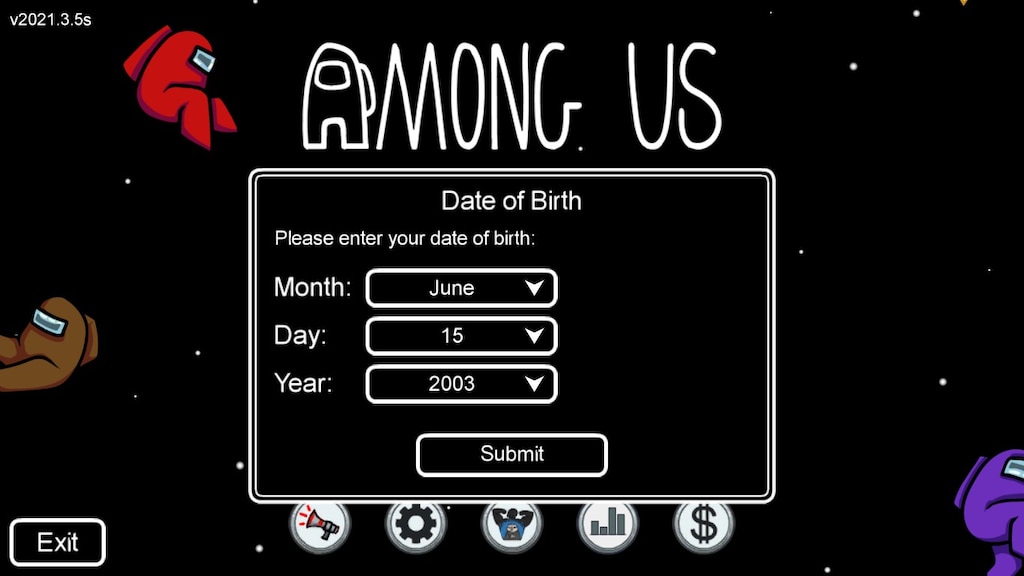 v2021.3.5s
AMONG US
Date of Birth
Please enter your date of birth:
Month: June
Day: 15
Year: 2003
Submit
$
Exit